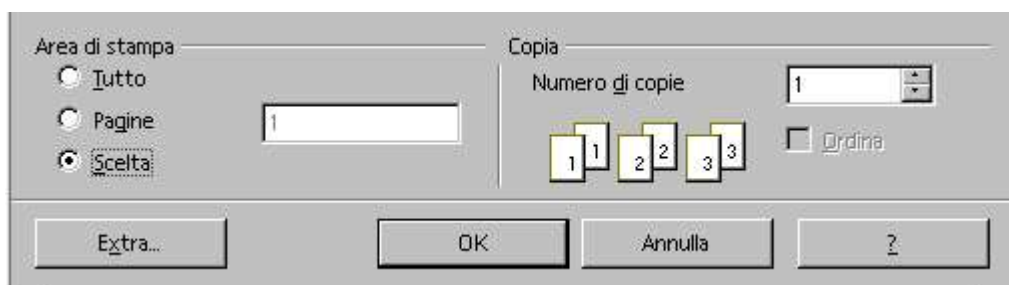 Area di stampa
Tutto
Pagine
1
Scelta
Copia
Numero di copie
1
1 1 2 2 3 3
Ordina
Extra...
OK
Annulla
?